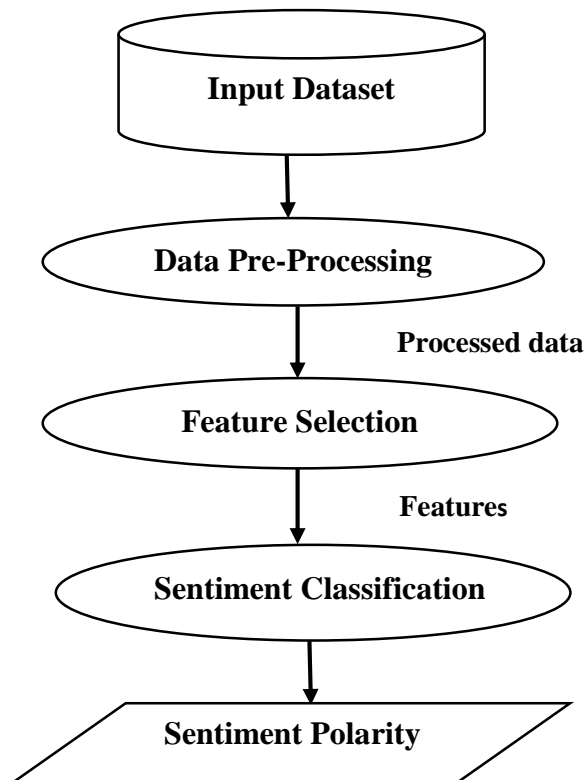 Input Dataset
Data Pre-Processing
Processed data
Feature Selection
Features
Sentiment Classification
Sentiment Polarity